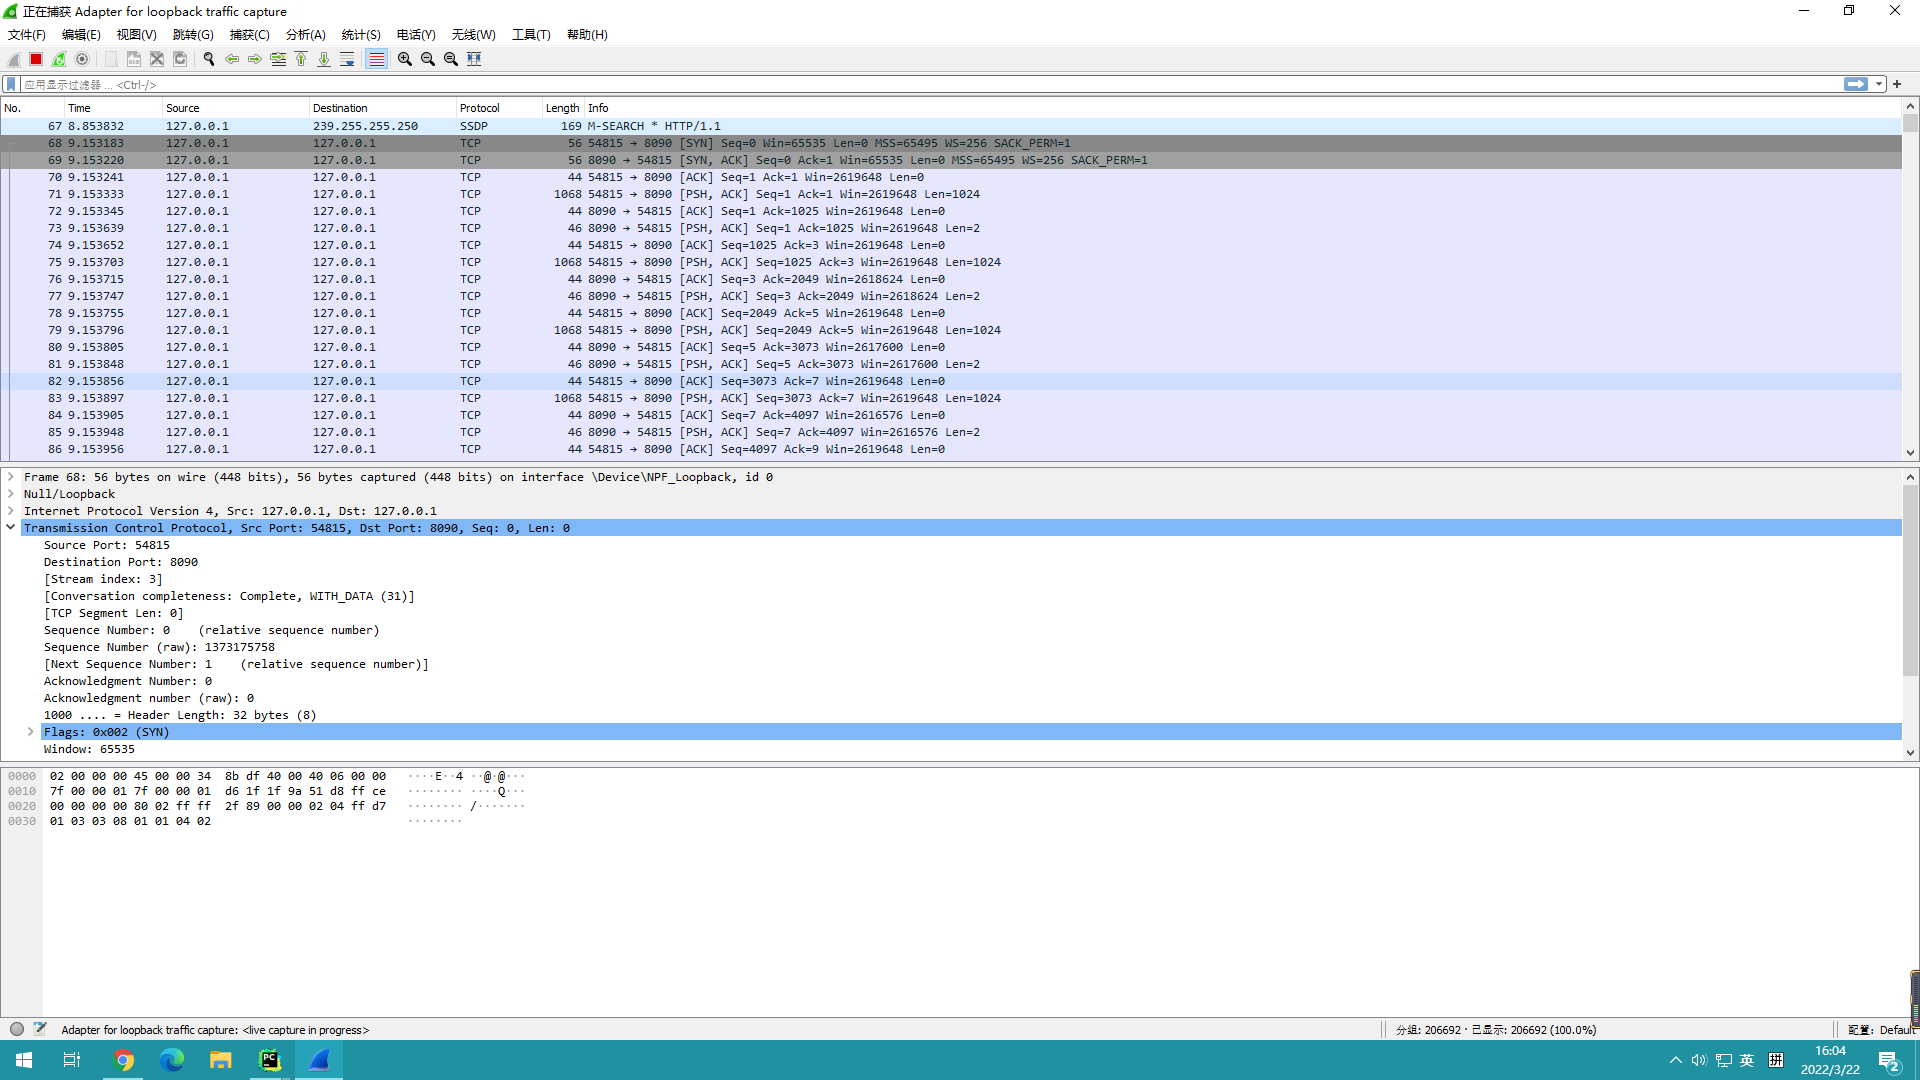 正在捕获 Adapter for loopback traffic capture
文件(F) 编辑(E) 视图(V) 跳转(G) 捕获(C) 分析(A) 统计(S) 电话(Y) 无线(W) 工具(T) 帮助(H)
应用显示过滤器 … <Ctrl-/>
No. Time Source Destination Protocol Length Info
67 8.853832 127.0.0.1 239.255.255.250 SSDP 169 M-SEARCH * HTTP/1.1
68 9.153183 127.0.0.1 127.0.0.1 TCP 56 54815 → 8090 [SYN] Seq=0 Win=65535 Len=0 MSS=65495 WS=256 SACK_PERM=1
69 9.153220 127.0.0.1 127.0.0.1 TCP 56 8090 → 54815 [SYN, ACK] Seq=0 Ack=1 Win=65535 Len=0 MSS=65495 WS=256 SACK_PERM=1
70 9.153241 127.0.0.1 127.0.0.1 TCP 44 54815 → 8090 [ACK] Seq=1 Ack=1 Win=2619648 Len=0
71 9.153333 127.0.0.1 127.0.0.1 TCP 1068 54815 → 8090 [PSH, ACK] Seq=1 Ack=1 Win=2619648 Len=1024
72 9.153345 127.0.0.1 127.0.0.1 TCP 44 8090 → 54815 [ACK] Seq=1 Ack=1025 Win=2619648 Len=0
73 9.153639 127.0.0.1 127.0.0.1 TCP 46 8090 → 54815 [PSH, ACK] Seq=1 Ack=1025 Win=2619648 Len=2
74 9.153652 127.0.0.1 127.0.0.1 TCP 44 54815 → 8090 [ACK] Seq=1025 Ack=3 Win=2619648 Len=0
75 9.153703 127.0.0.1 127.0.0.1 TCP 1068 54815 → 8090 [PSH, ACK] Seq=1025 Ack=3 Win=2619648 Len=1024
76 9.153715 127.0.0.1 127.0.0.1 TCP 44 8090 → 54815 [ACK] Seq=3 Ack=2049 Win=2618624 Len=0
77 9.153747 127.0.0.1 127.0.0.1 TCP 46 8090 → 54815 [PSH, ACK] Seq=3 Ack=2049 Win=2618624 Len=2
78 9.153755 127.0.0.1 127.0.0.1 TCP 44 54815 → 8090 [ACK] Seq=2049 Ack=5 Win=2619648 Len=0
79 9.153796 127.0.0.1 127.0.0.1 TCP 1068 54815 → 8090 [PSH, ACK] Seq=2049 Ack=5 Win=2619648 Len=1024
80 9.153805 127.0.0.1 127.0.0.1 TCP 44 8090 → 54815 [ACK] Seq=5 Ack=3073 Win=2617600 Len=0
81 9.153848 127.0.0.1 127.0.0.1 TCP 46 8090 → 54815 [PSH, ACK] Seq=5 Ack=3073 Win=2617600 Len=2
82 9.153856 127.0.0.1 127.0.0.1 TCP 44 54815 → 8090 [ACK] Seq=3073 Ack=7 Win=2619648 Len=0
83 9.153897 127.0.0.1 127.0.0.1 TCP 1068 54815 → 8090 [PSH, ACK] Seq=3073 Ack=7 Win=2619648 Len=1024
84 9.153905 127.0.0.1 127.0.0.1 TCP 44 8090 → 54815 [ACK] Seq=7 Ack=4097 Win=2616576 Len=0
85 9.153948 127.0.0.1 127.0.0.1 TCP 46 8090 → 54815 [PSH, ACK] Seq=7 Ack=4097 Win=2616576 Len=2
86 9.153956 127.0.0.1 127.0.0.1 TCP 44 54815 → 8090 [ACK] Seq=4097 Ack=9 Win=2619648 Len=0
Frame 68: 56 bytes on wire (448 bits), 56 bytes captured (448 bits) on interface \Device\NPF_Loopback, id 0
Null/Loopback
Internet Protocol Version 4, Src: 127.0.0.1, Dst: 127.0.0.1
Transmission Control Protocol, Src Port: 54815, Dst Port: 8090, Seq: 0, Len: 0
Source Port: 54815
Destination Port: 8090
[Stream index: 3]
[Conversation completeness: Complete, WITH_DATA (31)]
[TCP Segment Len: 0]
Sequence Number: 0 (relative sequence number)
Sequence Number (raw): 1373175758
[Next Sequence Number: 1 (relative sequence number)]
Acknowledgment Number: 0
Acknowledgment number (raw): 0
1000 .... = Header Length: 32 bytes (8)
Flags: 0x002 (SYN)
Window: 65535
0000 02 00 00 00 45 00 00 34 8b df 40 00 40 06 00 00 ····E··4 ··@·@···
0010 7f 00 00 01 7f 00 00 01 d6 1f 1f 9a 51 d8 ff ce ········ ····Q···
0020 00 00 00 00 80 02 ff ff 2f 89 00 00 02 04 ff d7 ········ /·······
0030 01 03 03 08 01 01 04 02 ········
Adapter for loopback traffic capture: <live capture in progress> 分组: 206692 · 已显示: 206692 (100.0%) 配置: Default
PC
英 拼
16:04
2022/3/22
2